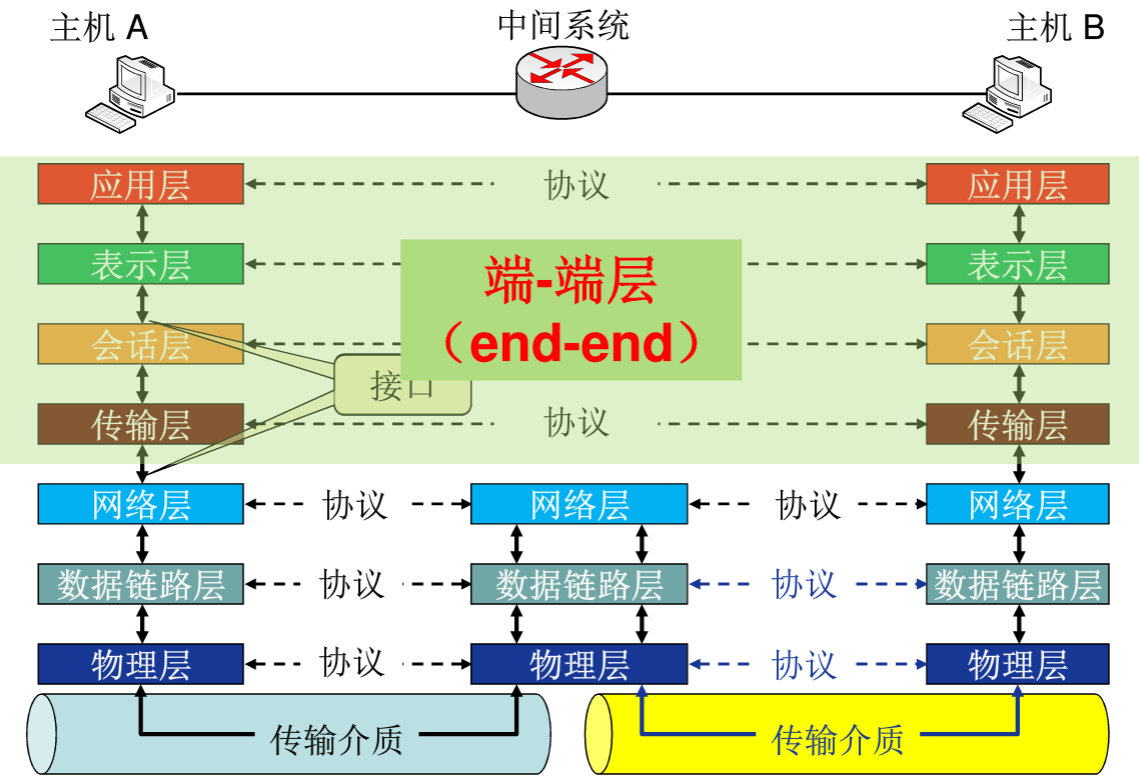 主机 A
中间系统
主机 B
应用层
协议
应用层
表示层
表示层
端-端层
（end-end）
会话层
会话层
接口
传输层
协议
传输层
网络层
协议
网络层
协议
网络层
数据链路层
协议
数据链路层
协议
数据链路层
物理层
协议
物理层
协议
物理层
传输介质
传输介质